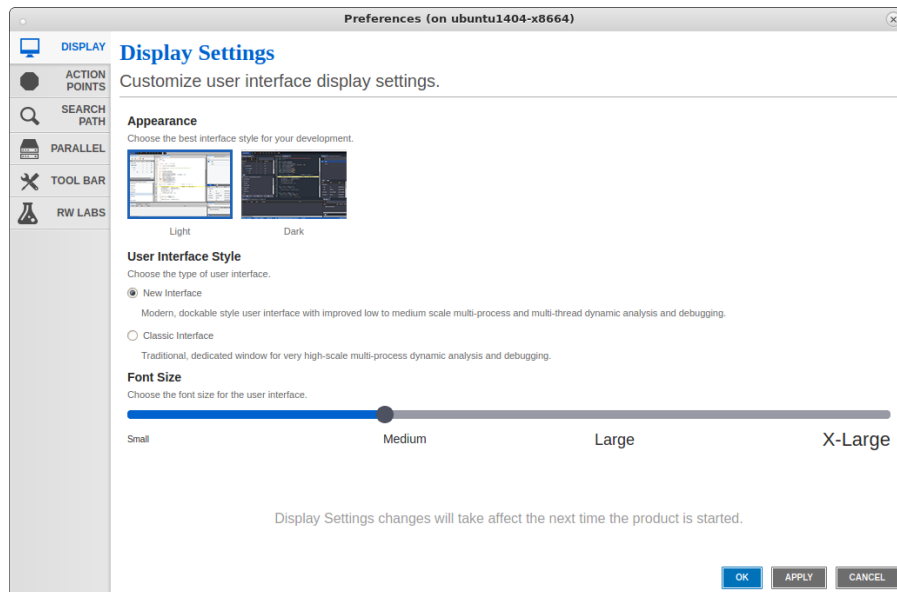 Preferences (on ubuntu1404-x8664)
DISPLAY
ACTION
POINTS
SEARCH
PATH
PARALLEL
TOOL BAR
RW LABS
Display Settings
Customize user interface display settings.
Appearance
Choose the best interface style for your development.
Light Dark
User Interface Style
Choose the type of user interface.
New Interface
Modern, dockable style user interface with improved low to medium scale multi-process and multi-thread dynamic analysis and debugging.
Classic Interface
Traditional, dedicated window for very high-scale multi-process dynamic analysis and debugging.
Font Size
Choose the font size for the user interface.
Small Medium Large X-Large
Display Settings changes will take affect the next time the product is started.
OK APPLY CANCEL